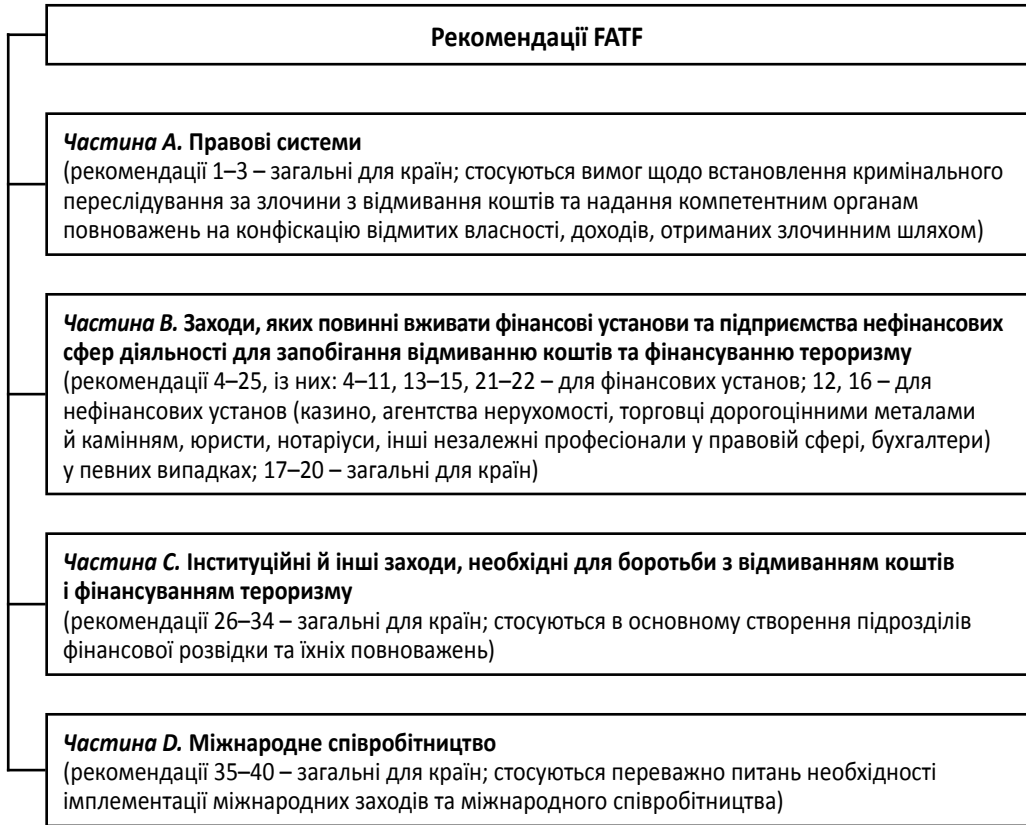 Рекомендації FATF
Частина А. Правові системи
(рекомендації 1–3 – загальні для країн; стосуються вимог щодо встановлення кримінального
переслідування за злочини з відмивання коштів та надання компетентним органам
повноважень на конфіскацію відмитих власності, доходів, отриманих злочинним шляхом)
Частина В. Заходи, яких повинні вживати фінансові установи та підприємства нефінансових
сфер діяльності для запобігання відмиванню коштів та фінансуванню тероризму
(рекомендації 4–25, із них: 4–11, 13–15, 21–22 – для фінансових установ; 12, 16 – для
нефінансових установ (казино, агентства нерухомості, торговці дорогоцінними металами
й камінням, юристи, нотаріуси, інші незалежні професіонали у правовій сфері, бухгалтери)
у певних випадках; 17–20 – загальні для країн)
Частина С. Інституційні й інші заходи, необхідні для боротьби з відмиванням коштів
і фінансуванням тероризму
(рекомендації 26–34 – загальні для країн; стосуються в основному створення підрозділів
фінансової розвідки та їхніх повноважень)
Частина D. Міжнародне співробітництво
(рекомендації 35–40 – загальні для країн; стосуються переважно питань необхідності
імплементації міжнародних заходів та міжнародного співробітництва)